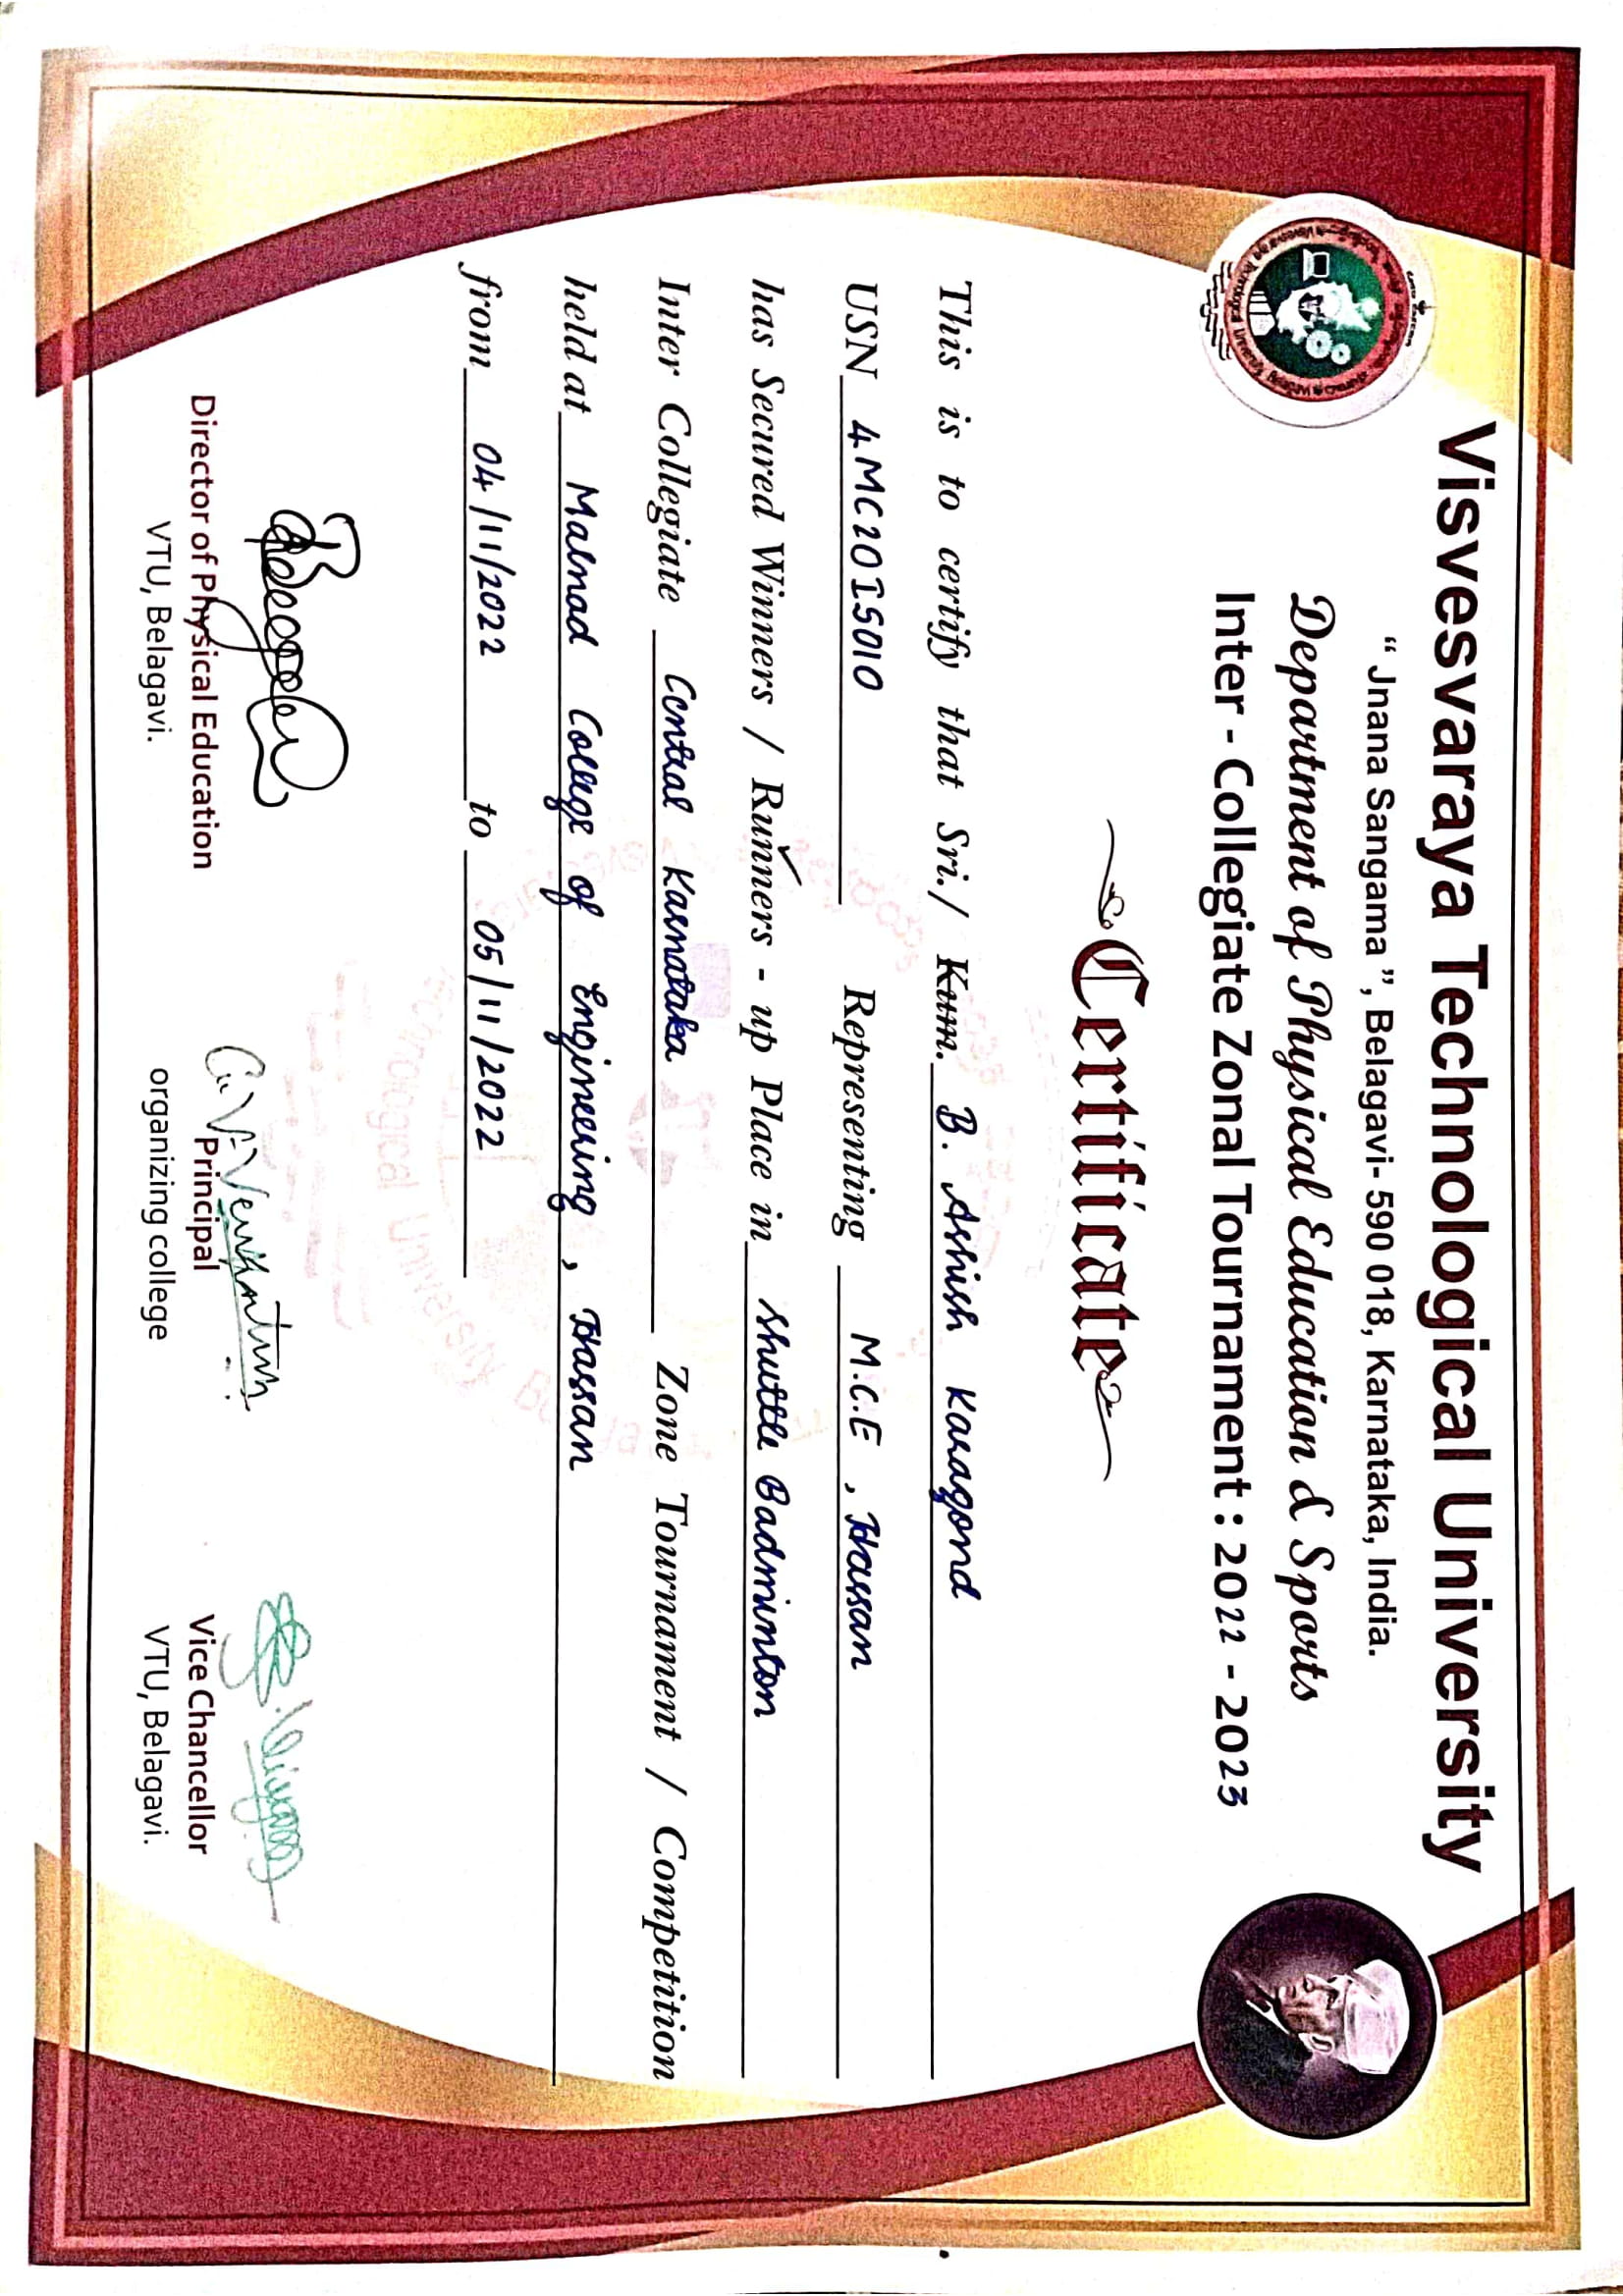 Visvesvaraya Technological University
“ Jnana Sangama ”, Belagavi- 590 018, Karnataka, India.
Department of Physical Education & Sports
Inter - Collegiate Zonal Tournament : 2022 - 2023
Certificate
This is to certify that Sri./ Kum. B. Ashish Karagond
USN 4MC20IS010 Representing M.C.E , Hassan
has Secured Winners / Runners - up Place in Shuttle Badminton
Inter Collegiate Central Karnataka Zone Tournament / Competition
held at Malnad College of Engineering , Hassan
from 04/11/2022 to 05/11/2022
Director of Physical Education
VTU, Belagavi.
Principal
organizing college
Vice Chancellor
VTU, Belagavi.